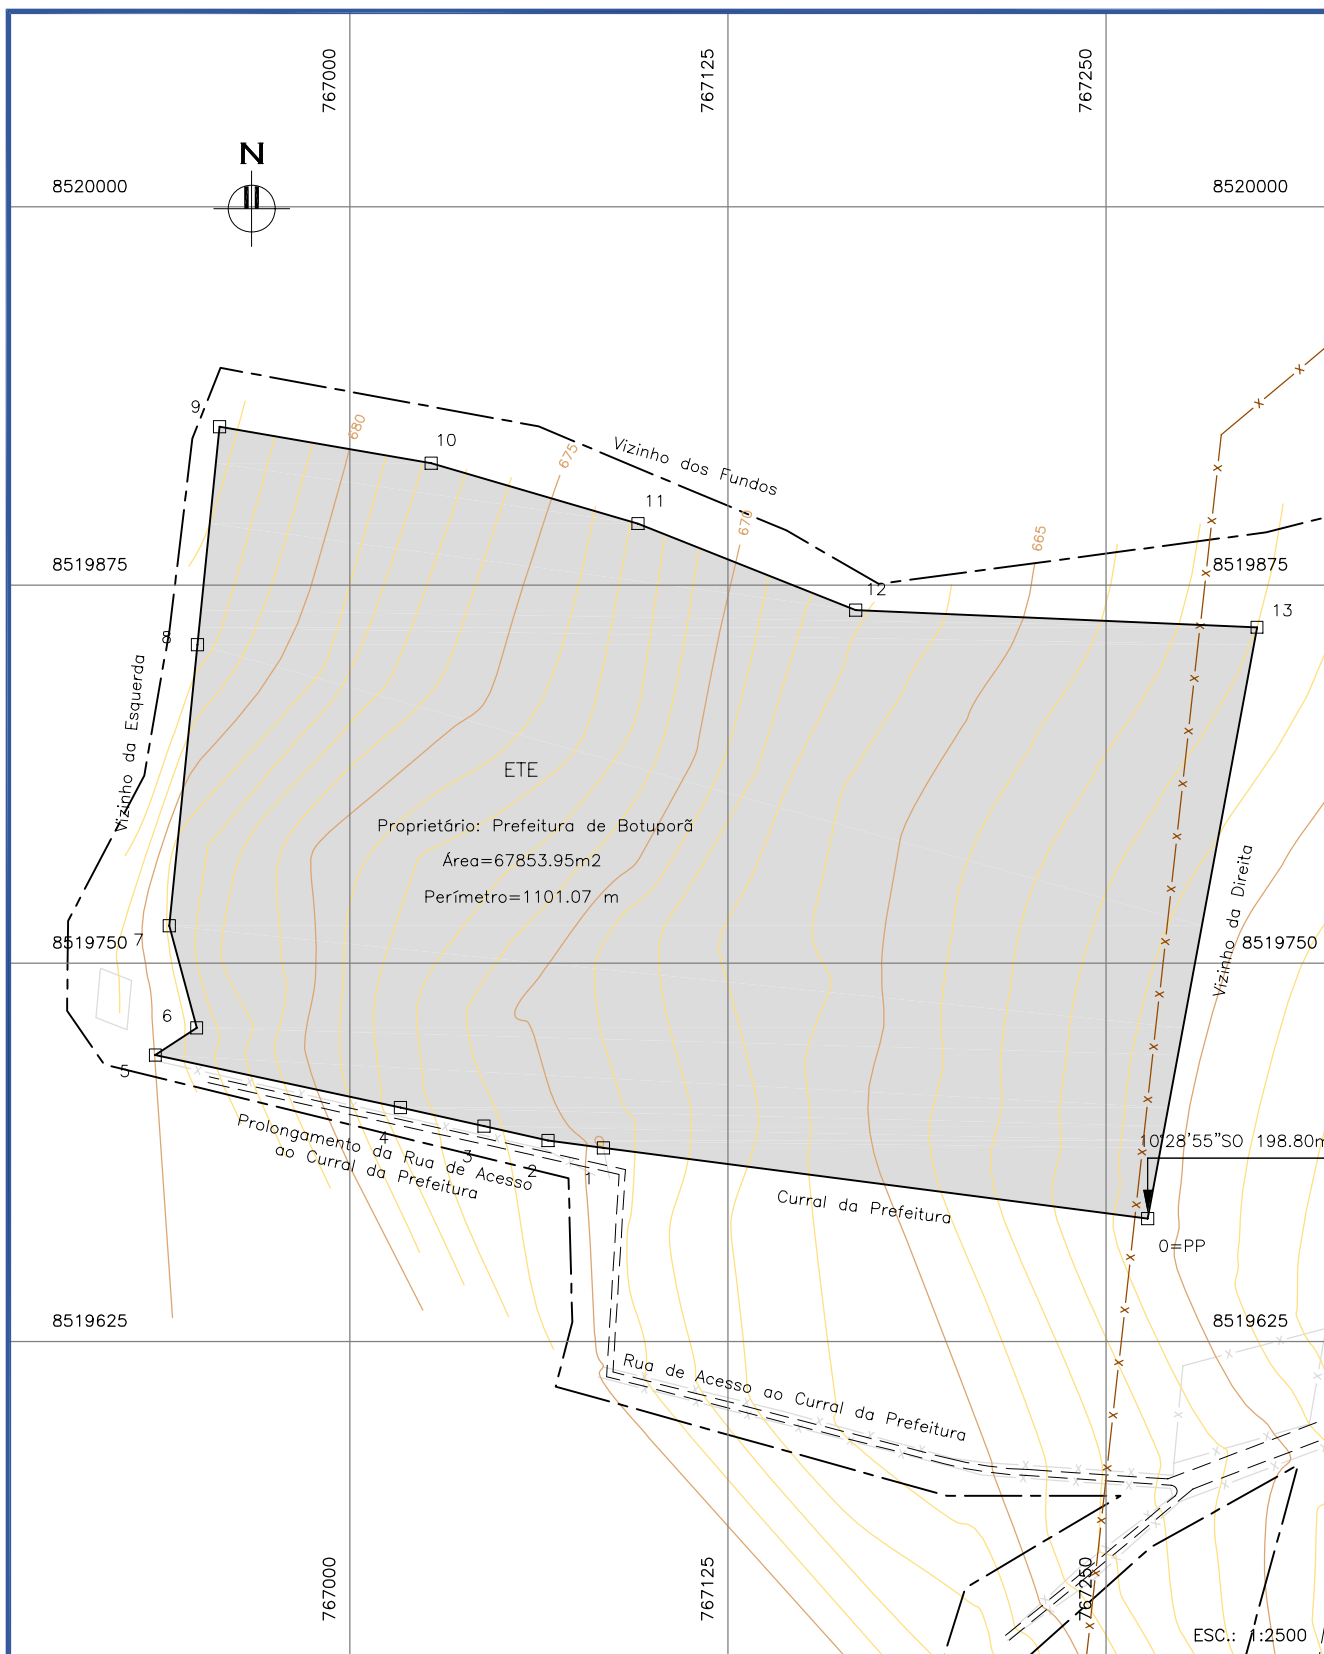 767000
767125
767250
N
8520000
8520000
9
680
10
Vizinho dos Fundos
675
11
670
665
8519875
8519875
12
13
8
Vizinho da Esquerda
ETE
Proprietário: Prefeitura de Botuporã
Área=67853.95m2
Perímetro=1101.07 m
Vizinho da Direita
7
8519750
8519750
6
5
Prolongamento da Rua de Acesso
ao Curral da Prefeitura
4
3
2
1
10°28'55"SO 198.80m
Curral da Prefeitura
0=PP
8519625
8519625
Rua de Acesso ao Curral da Prefeitura
767000
767125
767250
ESC.: 1:2500 /